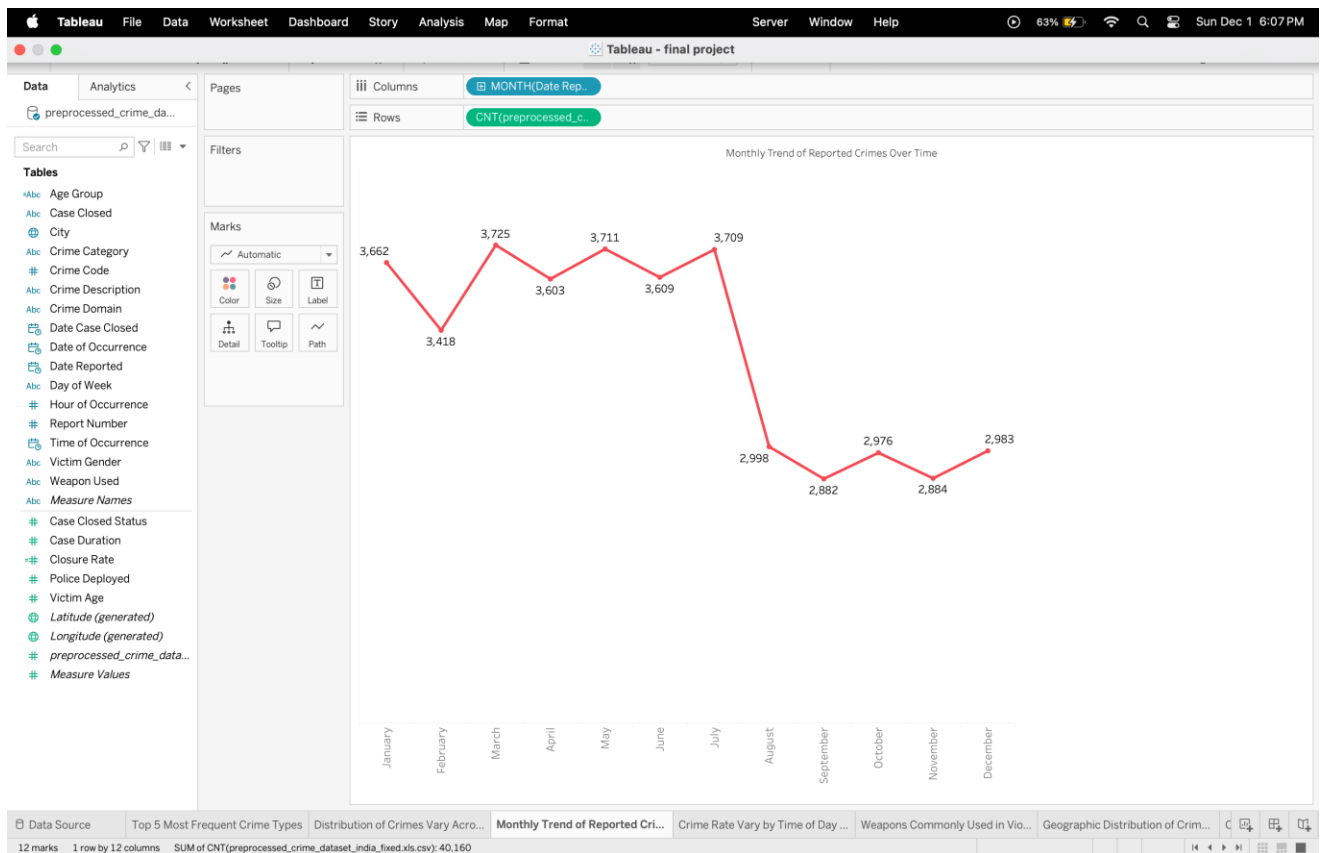 Tableau File Data Worksheet Dashboard Story Analysis Map Format Server Window Help 63% Sun Dec 1 6:07 PM
Tableau - final project
Data Analytics
preprocessed_crime_da...
Search
Tables
Abc Age Group
Abc Case Closed
City
Abc Crime Category
# Crime Code
Abc Crime Description
Abc Crime Domain
Date Case Closed
Date of Occurrence
Date Reported
Abc Day of Week
# Hour of Occurrence
# Report Number
Time of Occurrence
Abc Victim Gender
Abc Weapon Used
Abc Measure Names
# Case Closed Status
# Case Duration
=# Closure Rate
# Police Deployed
# Victim Age
Latitude (generated)
Longitude (generated)
# preprocessed_crime_data...
# Measure Values
Pages
Filters
Marks
Automatic
Color Size Label
Detail Tooltip Path
Columns MONTH(Date Rep..
Rows CNT(preprocessed_c..
Monthly Trend of Reported Crimes Over Time
3,662
3,418
3,725
3,603
3,711
3,609
3,709
2,998
2,882
2,976
2,884
2,983
January
February
March
April
May
June
July
August
September
October
November
December
Data Source Top 5 Most Frequent Crime Types Distribution of Crimes Vary Acro... Monthly Trend of Reported Cri... Crime Rate Vary by Time of Day ... Weapons Commonly Used in Vio... Geographic Distribution of Crim...
12 marks 1 row by 12 columns SUM of CNT(preprocessed_crime_dataset_india_fixed.xls.csv): 40,160